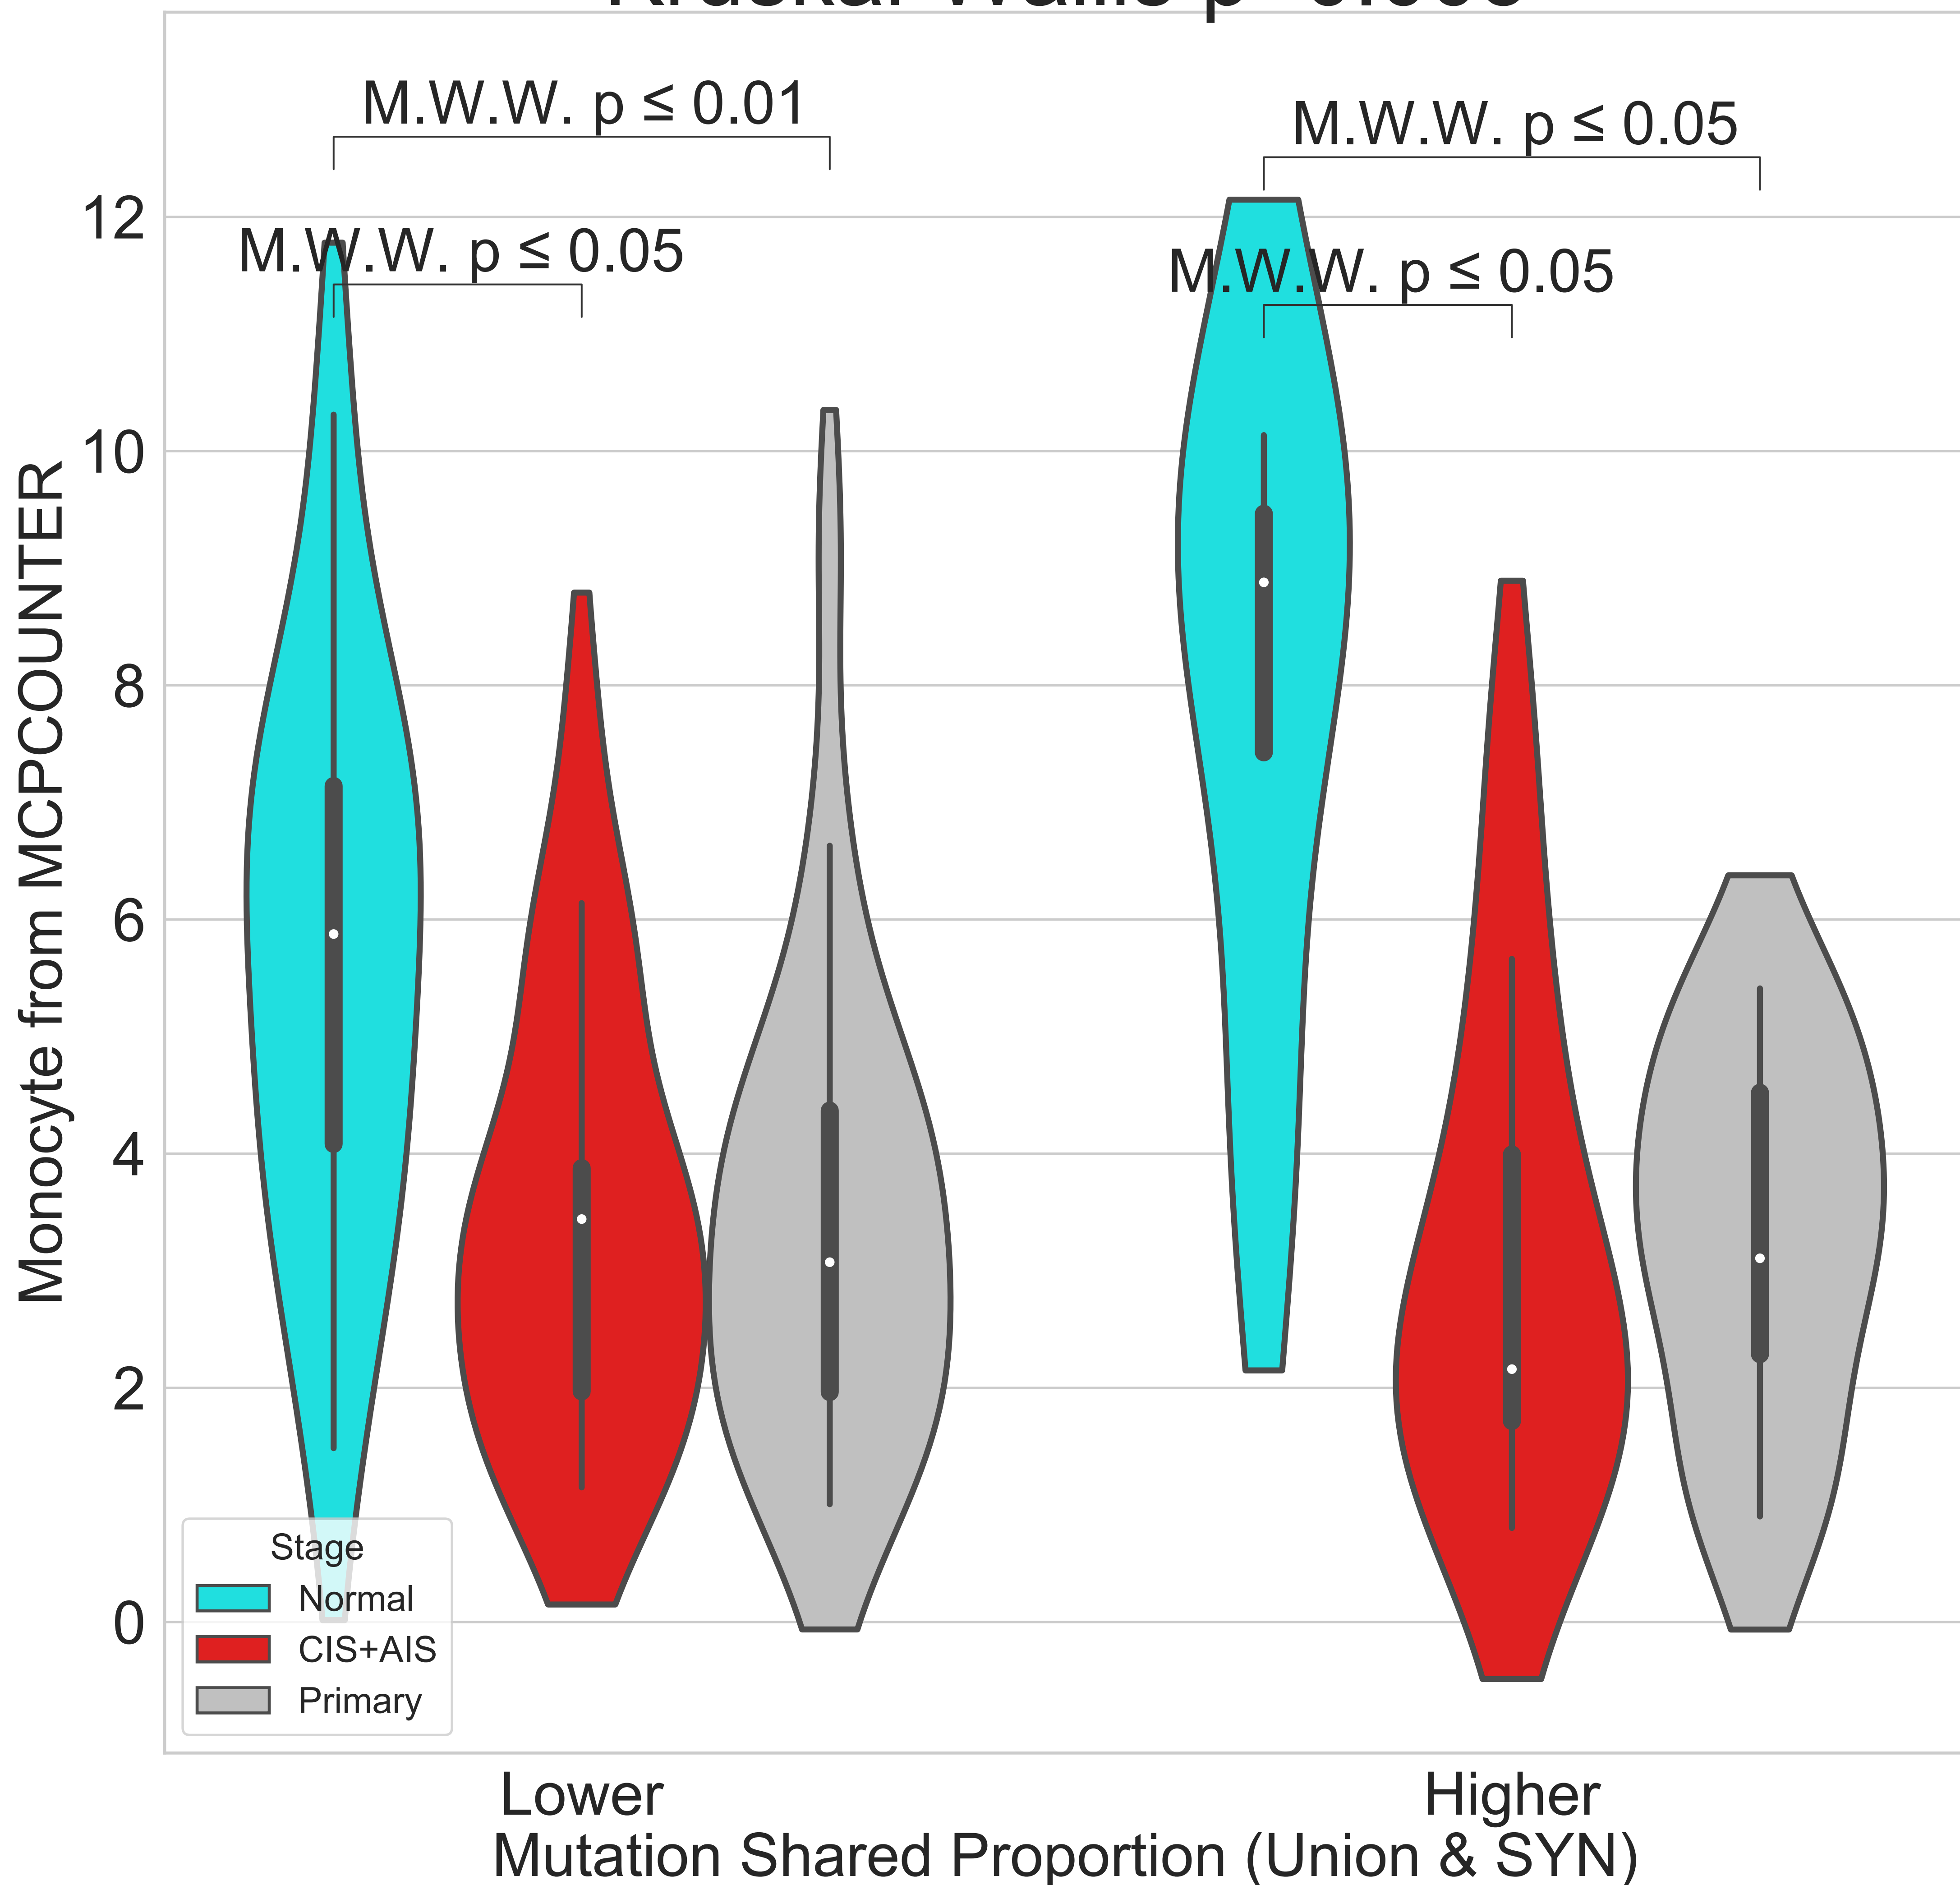 M.W.W. p ≤ 0.01
M.W.W. p ≤ 0.05
M.W.W. p ≤ 0.05
M.W.W. p ≤ 0.05
12
10
8
6
4
2
0
Monocyte from MCPCOUNTER
Stage
Normal
CIS+AIS
Primary
Lower
Higher
Mutation Shared Proportion (Union & SYN)